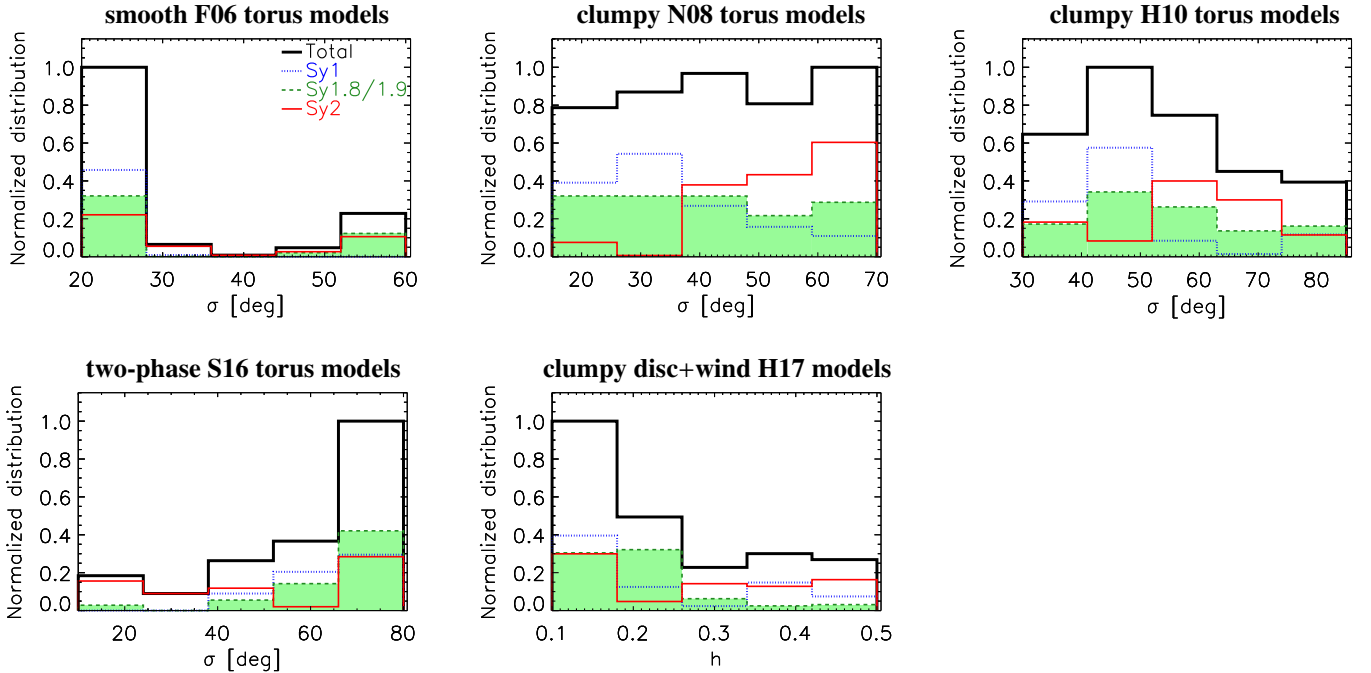 smooth F06 torus models
Normalized distribution
1.0
0.8
0.6
0.4
0.2
0.0
Total
Sy1
Sy1.8/1.9
Sy2
20 30 40 50 60
σ [deg]
clumpy N08 torus models
Normalized distribution
1.0
0.8
0.6
0.4
0.2
0.0
20 30 40 50 60 70
σ [deg]
clumpy H10 torus models
Normalized distribution
1.0
0.8
0.6
0.4
0.2
0.0
30 40 50 60 70 80
σ [deg]
two-phase S16 torus models
Normalized distribution
1.0
0.8
0.6
0.4
0.2
0.0
20 40 60 80
σ [deg]
clumpy disc+wind H17 models
Normalized distribution
1.0
0.8
0.6
0.4
0.2
0.0
0.1 0.2 0.3 0.4 0.5
h